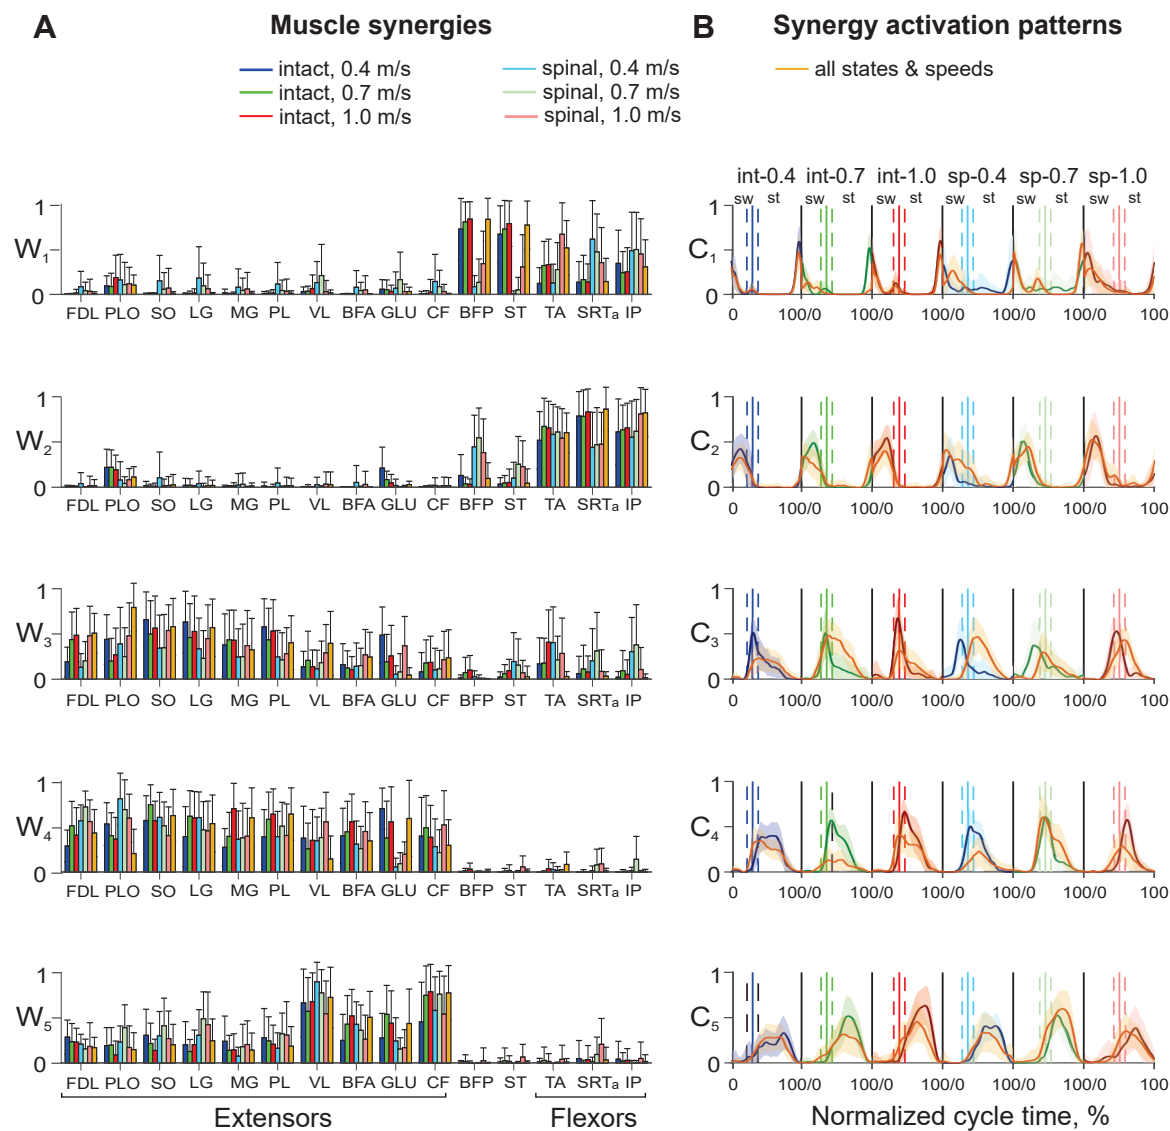 A Muscle synergies B Synergy activation patterns
intact, 0.4 m/s spinal, 0.4 m/s all states & speeds
intact, 0.7 m/s spinal, 0.7 m/s
intact, 1.0 m/s spinal, 1.0 m/s
int-0.4 int-0.7 int-1.0 sp-0.4 sp-0.7 sp-1.0
sw st sw st sw st sw st sw st sw st
1 W1 0
FDL PLO SO LG MG PL VL BFA GLU CF BFP ST TA SRTa IP
1 C1 0
0 100/0 100/0 100/0 100/0 100/0 100
1 W2 0
FDL PLO SO LG MG PL VL BFA GLU CF BFP ST TA SRTa IP
1 C2 0
0 100/0 100/0 100/0 100/0 100/0 100
1 W3 0
FDL PLO SO LG MG PL VL BFA GLU CF BFP ST TA SRTa IP
1 C3 0
0 100/0 100/0 100/0 100/0 100/0 100
1 W4 0
FDL PLO SO LG MG PL VL BFA GLU CF BFP ST TA SRTa IP
1 C4 0
0 100/0 100/0 100/0 100/0 100/0 100
1 W5 0
FDL PLO SO LG MG PL VL BFA GLU CF BFP ST TA SRTa IP
1 C5 0
0 100/0 100/0 100/0 100/0 100/0 100
Extensors Flexors Normalized cycle time, %